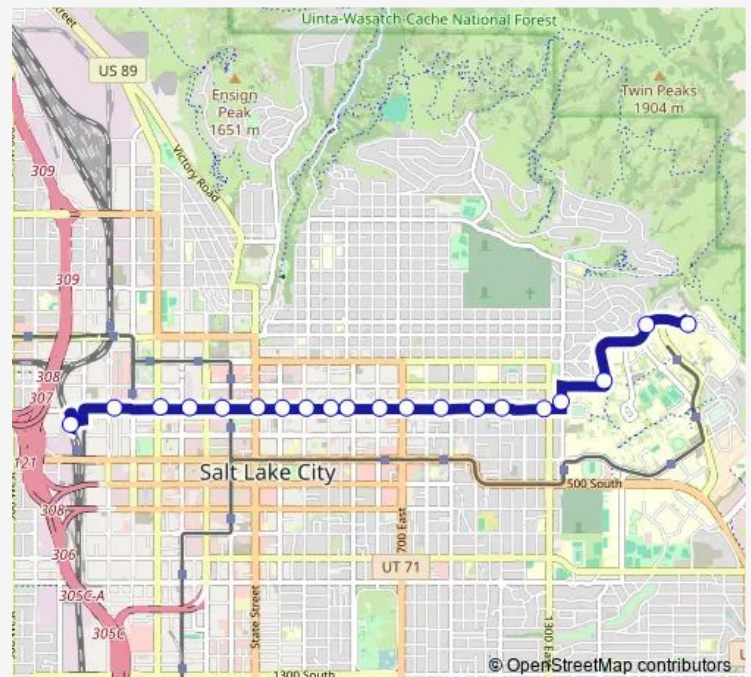 Street
Uinta-Wasatch-Cache National Forest
US 89
Ensign
Peak
1651 m
Twin Peaks
1904 m
Victory Road
309
309
308
307
121
Salt Lake City
500 South
308
306
700 East
UT 71
305C-A
State Street
1300 East
305C
1300 South
© OpenStreetMap contributors